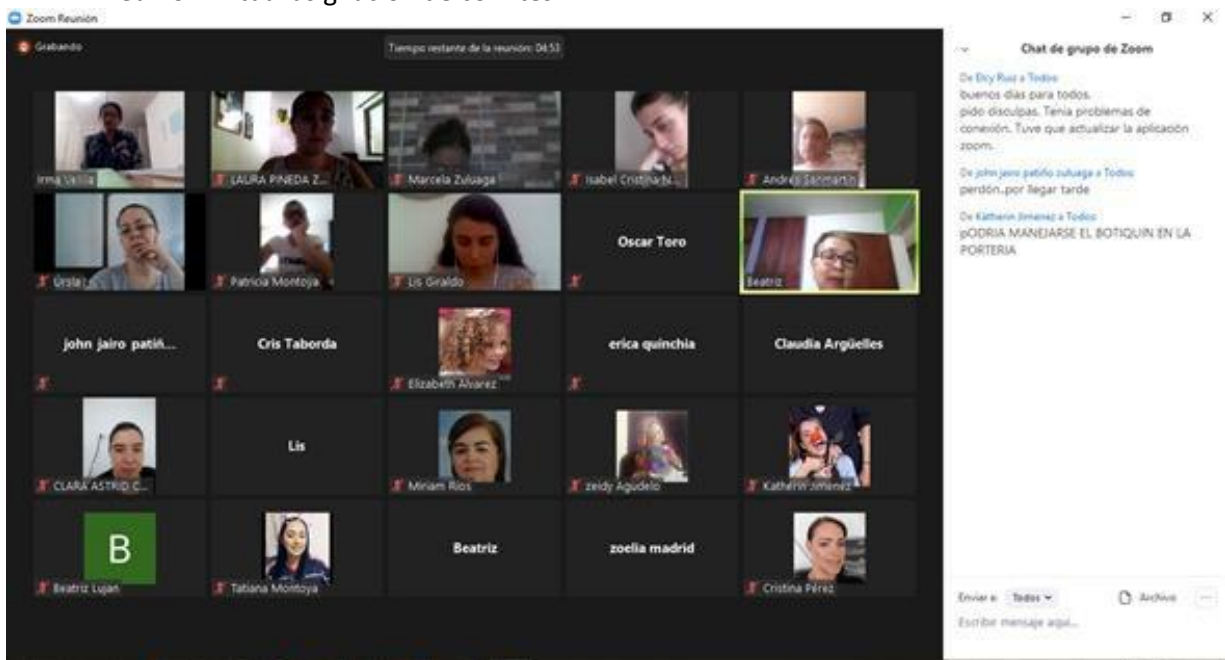 Zoom Reunión
Grabando
Tiempo restante de la reunión: 04:53
Irma
LAURA PINEDA Z...
Marcela Zuluaga
Isabel Cristina N...
Andrés Sanmartin
Ursla
Patricia Montoya
Lis Giraldo
Oscar Toro
Beatriz
john jairo patiñ...
Cris Taborda
Elizabeth Alvarez
erica quinchia
Claudia Argüelles
CLARA ASTRID C...
Lis
Miriam Rios
zeidy Agudelo
Katherin Jimenez
B
Beatriz Lujan
Tatiana Montoya
Beatriz
zoelia madrid
Cristina Pérez
Chat de grupo de Zoom
De Elcy Ruiz a Todos:
buenos días para todos.
pido disculpas. Tenia problemas de
conexión. Tuve que actualizar la aplicación
zoom.
De john jairo patiño zuluaga a Todos:
perdón..por llegar tarde
De Katherin Jimenez a Todos:
pODRIA MANEJARSE EL BOTIQUIN EN LA
PORTERIA
Enviar a: Todos
Archivo
Escribir mensaje aquí...